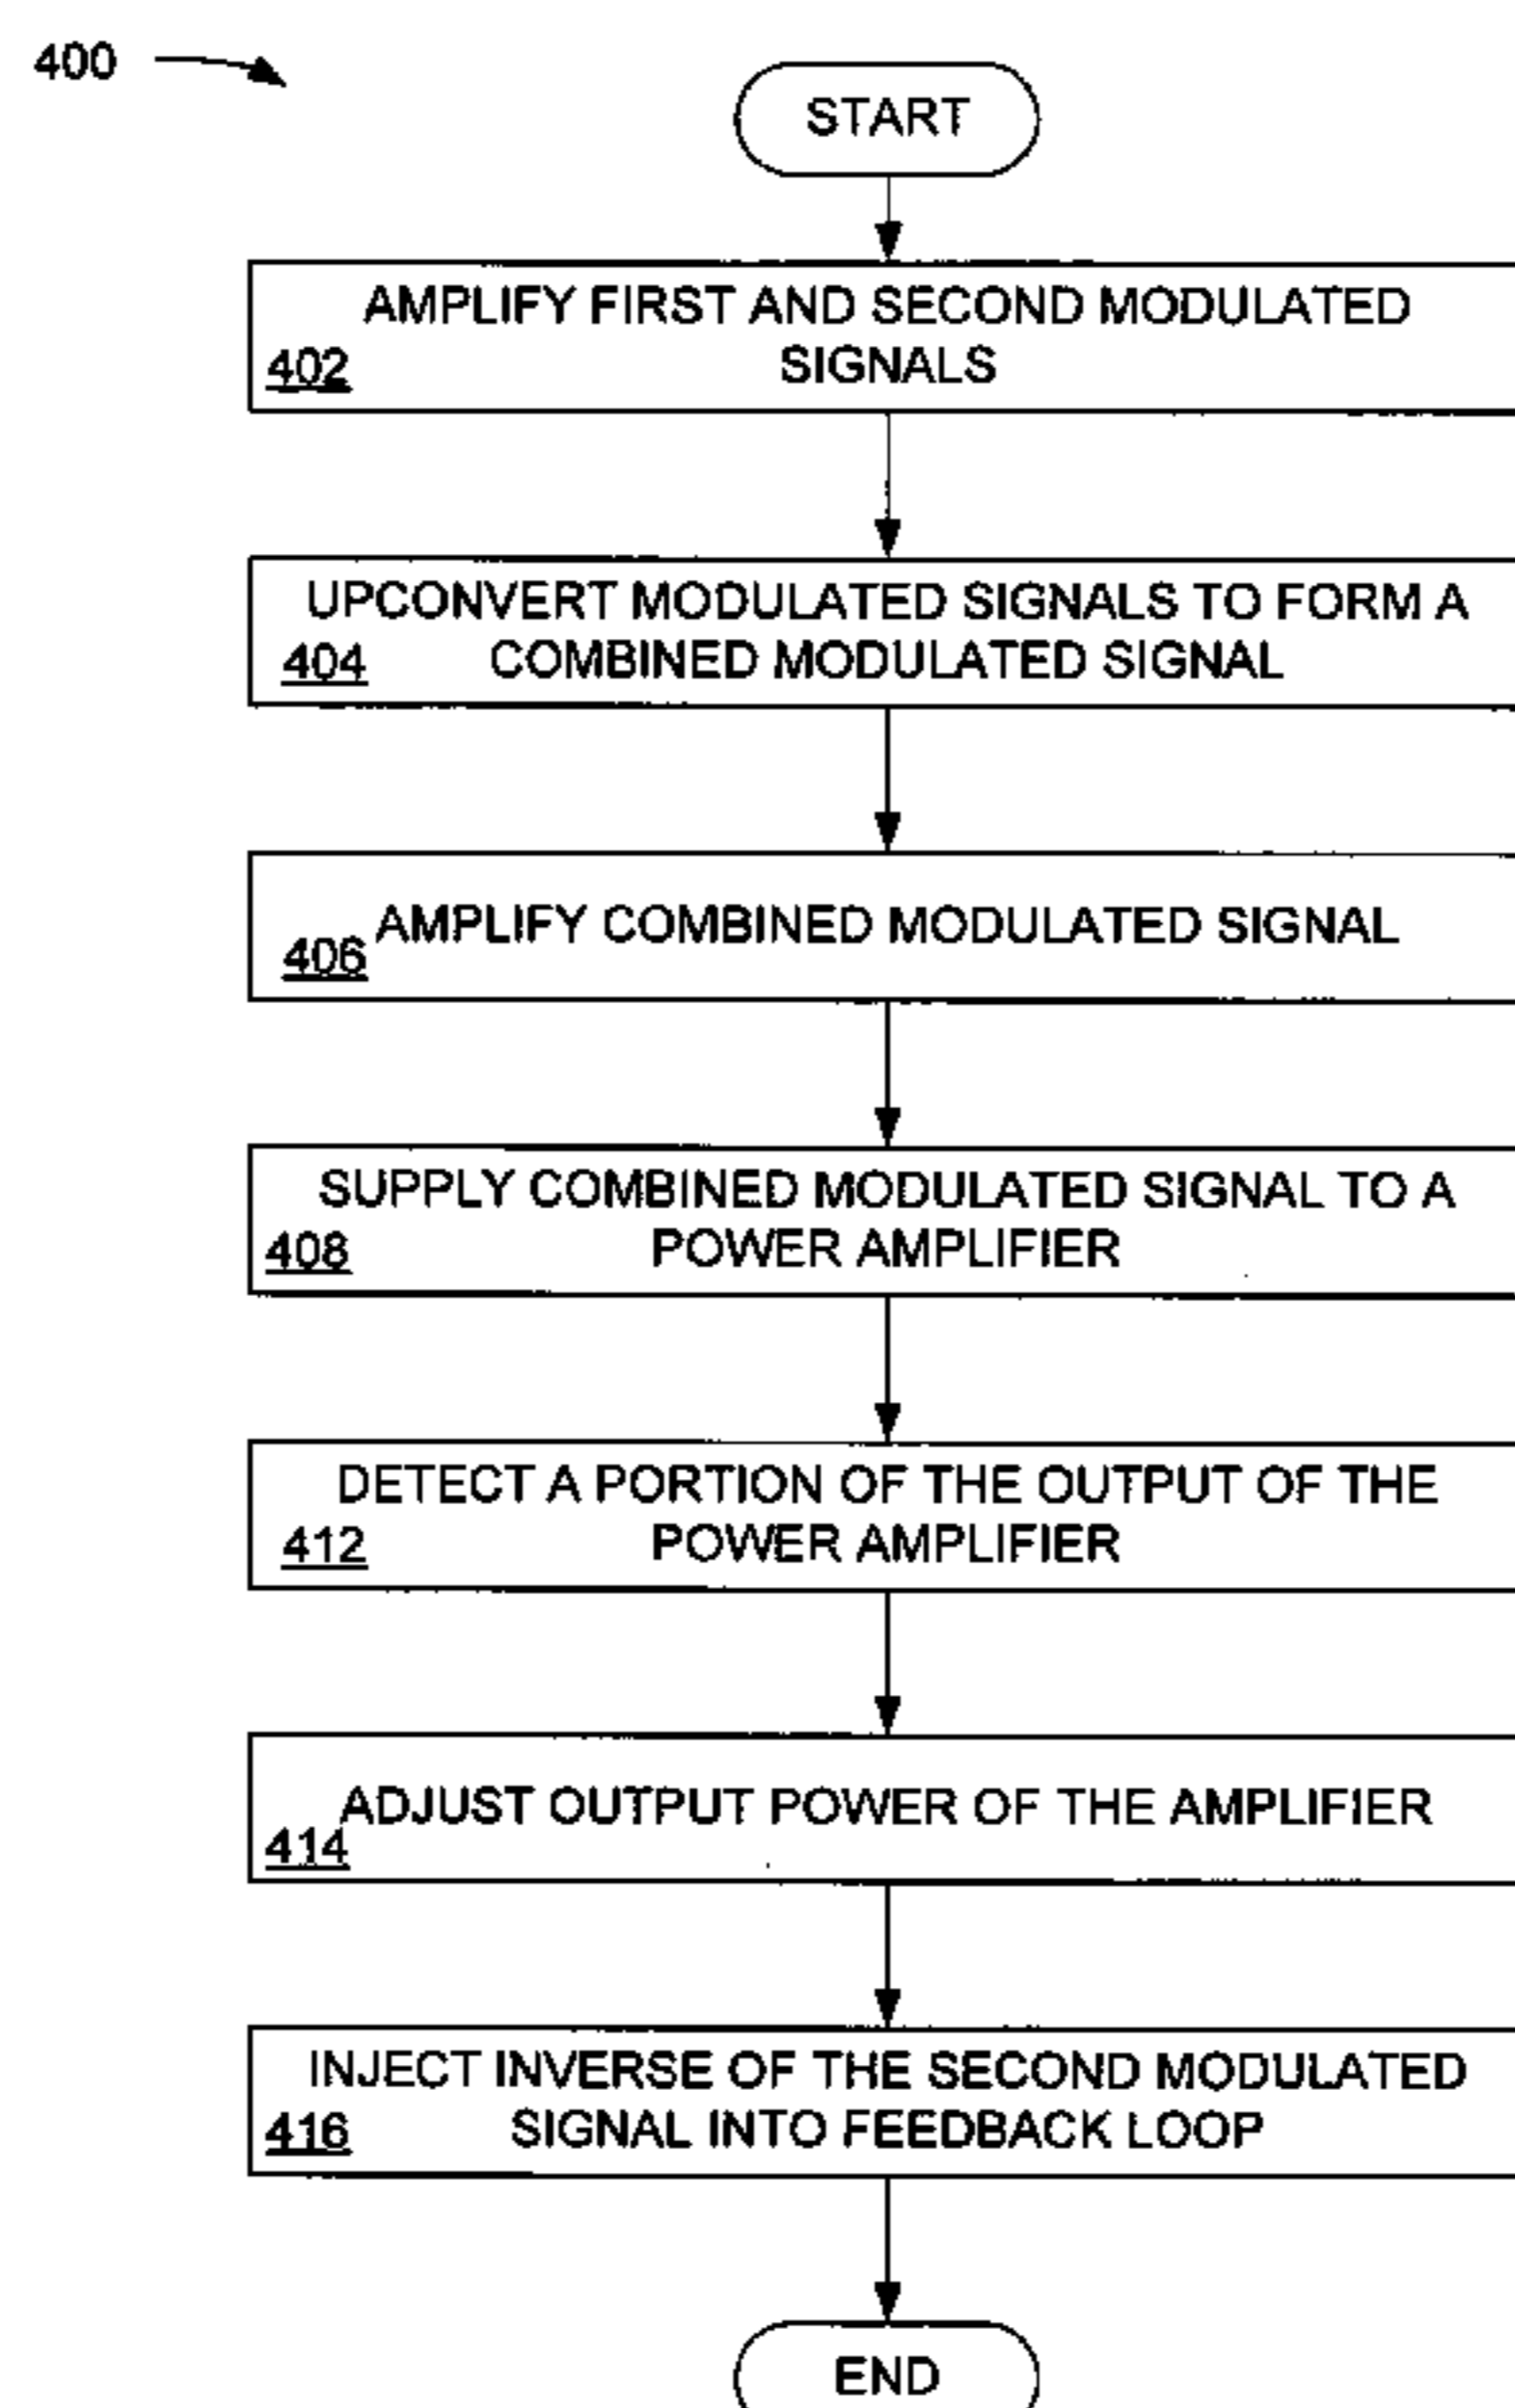 400
START
AMPLIFY FIRST AND SECOND MODULATED
SIGNALS
402
UPCONVERT MODULATED SIGNALS TO FORM A
COMBINED MODULATED SIGNAL
404
AMPLIFY COMBINED MODULATED SIGNAL
406
SUPPLY COMBINED MODULATED SIGNAL TO A
POWER AMPLIFIER
408
DETECT A PORTION OF THE OUTPUT OF THE
POWER AMPLIFIER
412
ADJUST OUTPUT POWER OF THE AMPLIFIER
414
INJECT INVERSE OF THE SECOND MODULATED
SIGNAL INTO FEEDBACK LOOP
416
END